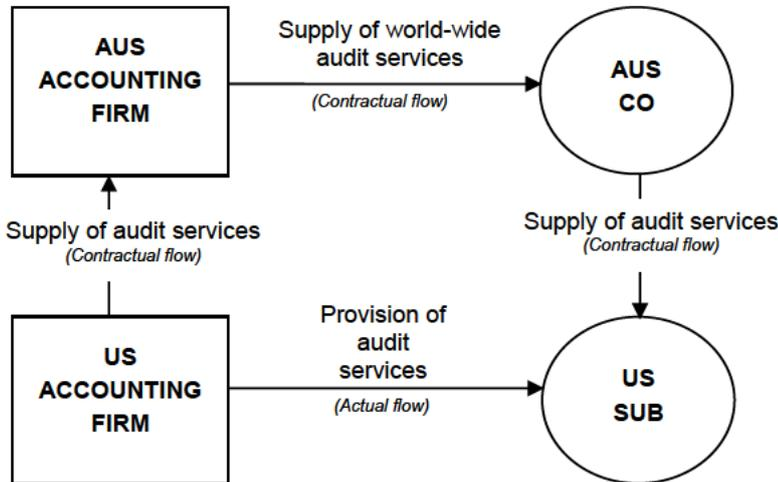 AUS
ACCOUNTING
FIRM
Supply of world-wide
audit services
(Contractual flow)
AUS
CO
Supply of audit services
(Contractual flow)
Supply of audit services
(Contractual flow)
US
ACCOUNTING
FIRM
Provision of
audit
services
(Actual flow)
US
SUB